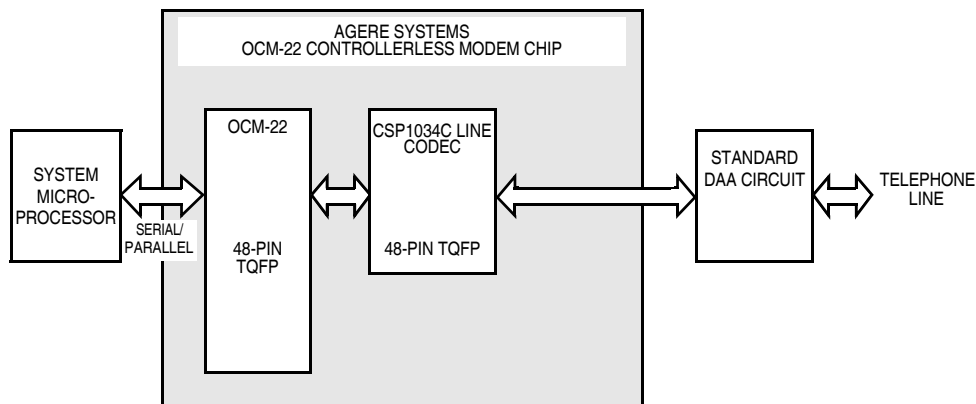 AGERE SYSTEMS
OCM-22 CONTROLLERLESS MODEM CHIP
SYSTEM
MICRO-
PROCESSOR
SERIAL/
PARALLEL
OCM-22
48-PIN
TQFP
CSP1034C LINE
CODEC
48-PIN TQFP
STANDARD
DAA CIRCUIT
TELEPHONE
LINE